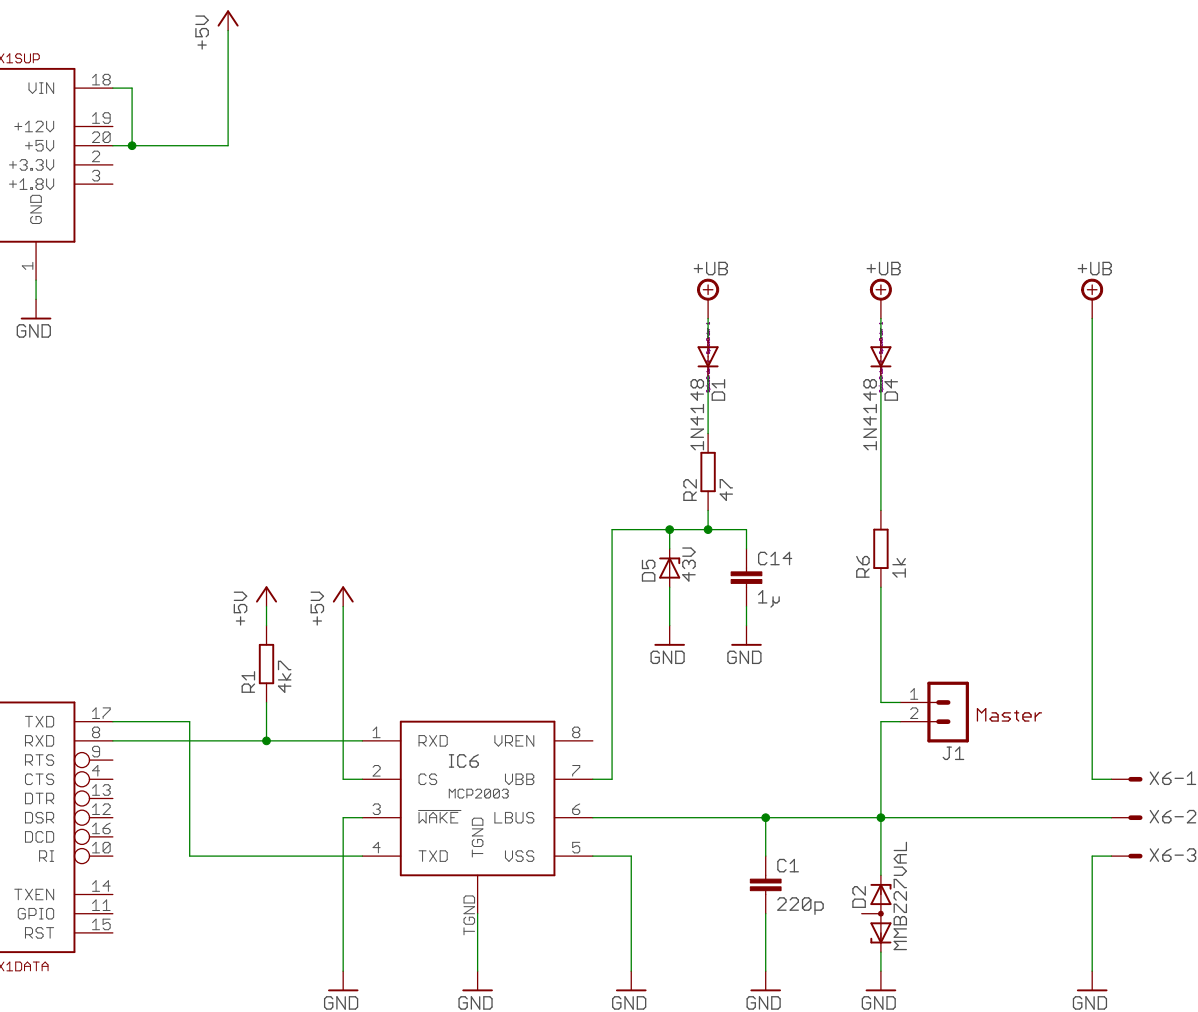 +5V
X1SUP
VIN
18
+12V
19
+5V
20
+3.3V
2
+1.8V
3
GND
1
GND
+UB
+UB
+UB
1N4148
D1
1N4148
D4
R2
47
D5
43V
C14
1µ
R6
1k
GND
GND
+5V
+5V
R1
4k7
1
2
Master
J1
TXD
17
RXD
8
RTS
9
CTS
4
DTR
13
DSR
12
DCD
16
RI
10
TXEN
14
GPIO
11
RST
15
X1DATA
1
RXD
VREN
8
IC6
2
CS
VBB
7
MCP2003
3
WAKE
LBUS
6
TGND
4
TXD
VSS
5
TGND
X6-1
X6-2
X6-3
C1
220p
D2
MMBZ27VAL
GND
GND
GND
GND
GND
GND